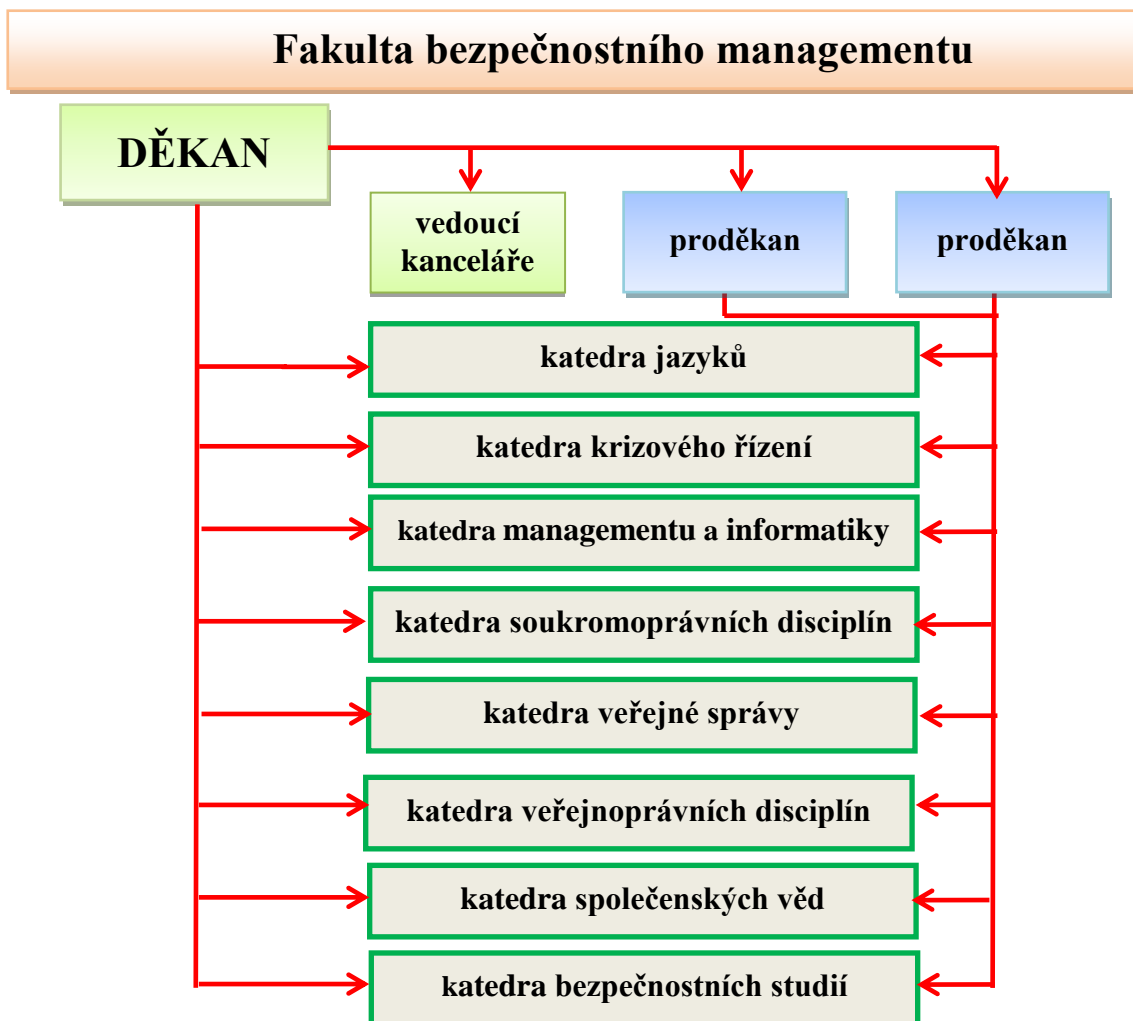 Fakulta bezpečnostního managementu
DĚKAN
vedoucí
kanceláře
proděkan
proděkan
katedra jazyků
katedra krizového řízení
katedra managementu a informatiky
katedra soukromoprávních disciplín
katedra veřejné správy
katedra veřejnoprávních disciplín
katedra společenských věd
katedra bezpečnostních studií